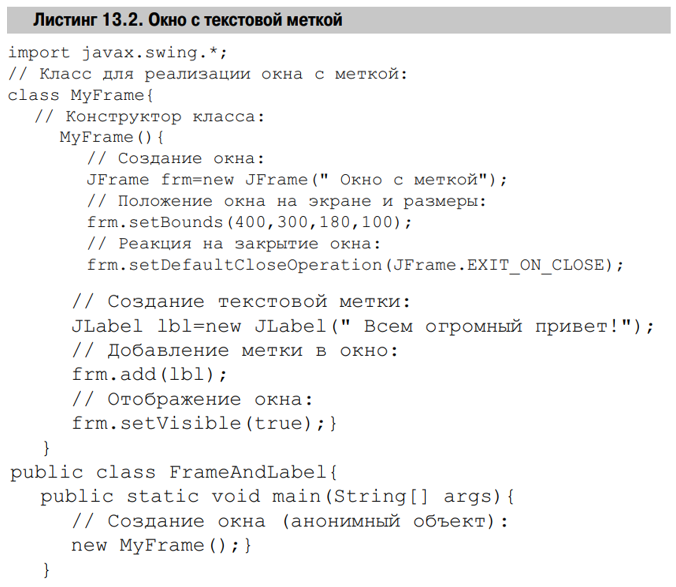 Листинг 13.2. Окно с текстовой меткой
import javax.swing.*;
// Класс для реализации окна с меткой:
class MyFrame{
// Конструктор класса:
MyFrame(){
// Создание окна:
JFrame frm=new JFrame(" Окно с меткой");
// Положение окна на экране и размеры:
frm.setBounds(400,300,180,100);
// Реакция на закрытие окна:
frm.setDefaultCloseOperation(JFrame.EXIT_ON_CLOSE);
// Создание текстовой метки:
JLabel lbl=new JLabel(" Всем огромный привет!");
// Добавление метки в окно:
frm.add(lbl);
// Отображение окна:
frm.setVisible(true);}
}
public class FrameAndLabel{
public static void main(String[] args){
// Создание окна (анонимный объект):
new MyFrame();}
}